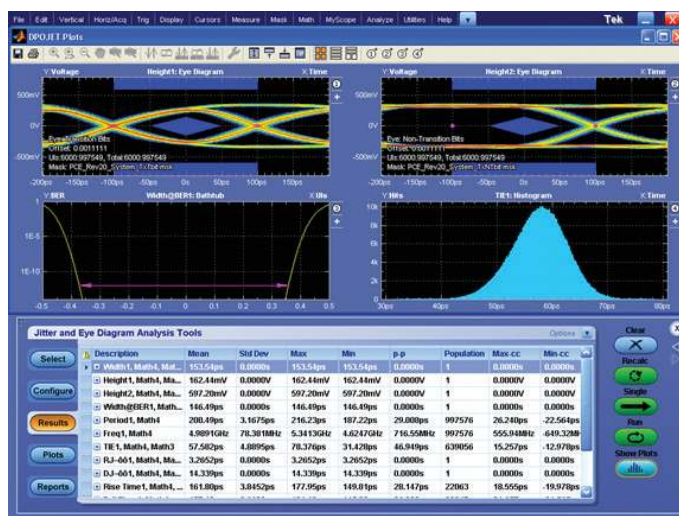 File Edit Vertical Horiz/Acq Trig Display Cursors Measure Mask Math MyScope Analyze Utilities Help Tek
DPOJET Plots
Y:Voltage Height1: Eye Diagram X:Time
500mV
0V
-500mV
Eye: Transition Bits
Offset: 0.0011111
UIs:6000:997549, Total:6000:997549
-200ps -150ps -100ps -50ps 0s 50ps 100ps 150ps
Y:Voltage Height2: Eye Diagram X:Time
500mV
0V
-500mV
Eye: Non-Transition Bits
Offset: 0.0011111
UIs:6000:997549, Total:6000:997549
-200ps -150ps -100ps -50ps 0s 50ps 100ps 150ps
Y:BER Width@BER1: Bathtub X:UIs
1
1E-5
1E-10
-0.5 -0.4 -0.3 -0.2 -0.1 0 0.1 0.2 0.3 0.4 0.5
Y:Hits TIE1: Histogram X:Time
10k
8k
6k
4k
2k
0
30ps 40ps 50ps 60ps 70ps 80ps
Jitter and Eye Diagram Analysis Tools Options
Select
Configure
Results
Plots
Reports
Description Mean Std Dev Max Min p-p Population Max-cc Min-cc
Width1, Math4, Mat... 153.54ps 0.0000s 153.54ps 153.54ps 0.0000s 1 0.0000s 0.0000s
Height1, Math4, Ma... 162.44mV 0.0000V 162.44mV 162.44mV 0.0000V 1 0.0000V 0.0000V
Height2, Math4, Ma... 597.20mV 0.0000V 597.20mV 597.20mV 0.0000V 1 0.0000V 0.0000V
Width@BER1, Math... 146.49ps 0.0000s 146.49ps 146.49ps 0.0000s 1 0.0000s 0.0000s
Period1, Math4 200.49ps 3.1675ps 216.23ps 187.22ps 29.008ps 997576 26.240ps -22.564ps
Freq1, Math4 4.9891GHz 78.381MHz 5.3413GHz 4.6247GHz 716.55MHz 997576 555.94MHz -649.32MH
TIE1, Math4, Math3 57.582ps 4.8895ps 78.376ps 31.428ps 46.949ps 639056 15.257ps -12.978ps
RJ-δδ1, Math4, Ma... 3.2652ps 0.0000s 3.2652ps 3.2652ps 0.0000s 1 0.0000s 0.0000s
DJ-δδ1, Math4, Ma... 14.339ps 0.0000s 14.339ps 14.339ps 0.0000s 1 0.0000s 0.0000s
Rise Time1, Math4, ... 161.80ps 3.8452ps 177.95ps 149.81ps 28.147ps 22063 18.555ps -19.978ps
Clear
Recalc
Single
Run
Show Plots